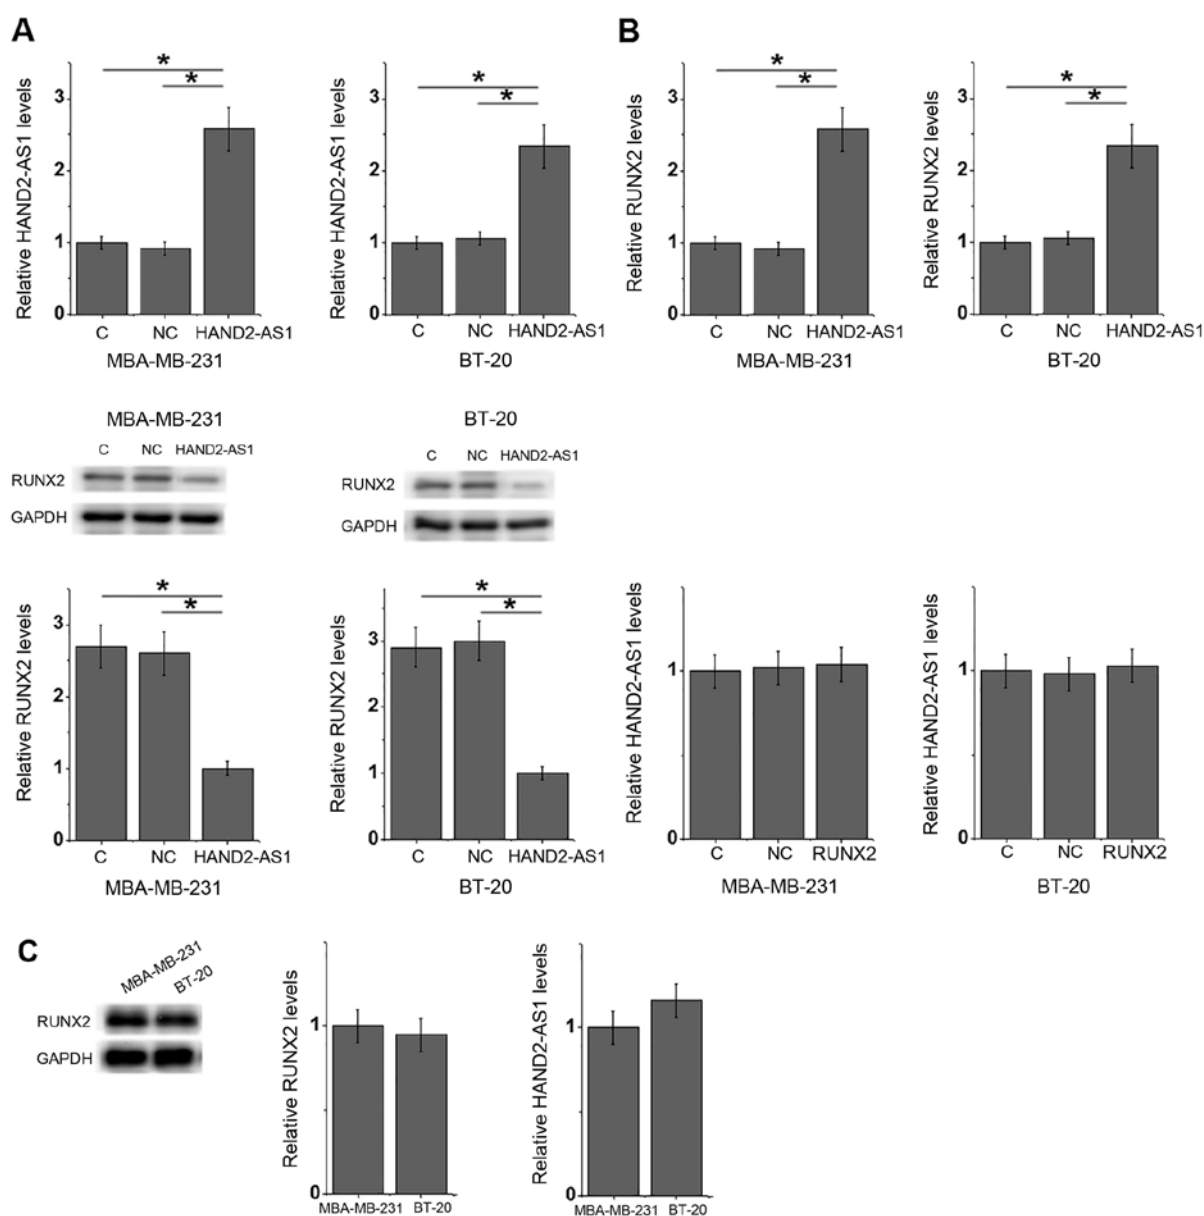 A
B
Relative HAND2-AS1 levels
3
2
1
0
*
*
C NC HAND2-AS1
MBA-MB-231
Relative HAND2-AS1 levels
3
2
1
0
*
*
C NC HAND2-AS1
BT-20
Relative RUNX2 levels
3
2
1
0
*
*
C NC HAND2-AS1
MBA-MB-231
Relative RUNX2 levels
3
2
1
0
*
*
C NC HAND2-AS1
BT-20
MBA-MB-231
C NC HAND2-AS1
RUNX2
GAPDH
BT-20
C NC HAND2-AS1
RUNX2
GAPDH
Relative RUNX2 levels
3
2
1
0
*
*
C NC HAND2-AS1
MBA-MB-231
Relative RUNX2 levels
3
2
1
0
*
*
C NC HAND2-AS1
BT-20
Relative HAND2-AS1 levels
1
0
C NC RUNX2
MBA-MB-231
Relative HAND2-AS1 levels
1
0
C NC RUNX2
BT-20
C
MBA-MB-231
BT-20
RUNX2
GAPDH
Relative RUNX2 levels
1
0
MBA-MB-231 BT-20
Relative HAND2-AS1 levels
1
0
MBA-MB-231 BT-20